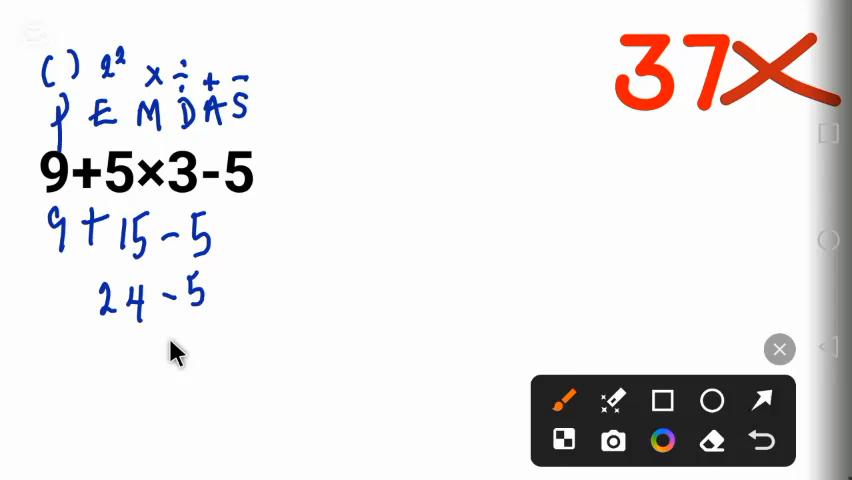 37×
( ) 2² × ÷ + −
P E M D A S
9+5×3-5
9 + 15 - 5
24 - 5